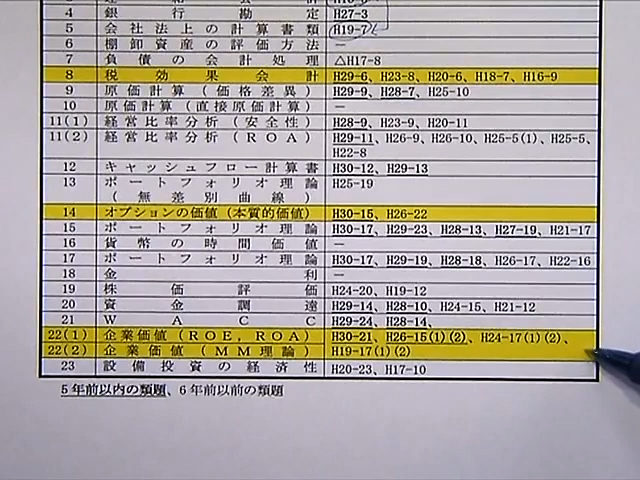 4 銀行勘定 H27-3
5 会社法上の計算書類 H19-7
6 棚卸資産の評価方法 －
7 負債の会計処理 △H17-8
8 税効果会計 H29-6、H23-8、H20-6、H18-7、H16-9
9 原価計算（価格差異） H29-9、H28-7、H25-10
10 原価計算（直接原価計算） －
11(1) 経営比率分析（安全性） H28-9、H23-9、H20-11
11(2) 経営比率分析（ＲＯＡ） H29-11、H26-9、H26-10、H25-5(1)、H25-5、
H22-8
12 キャッシュフロー計算書 H30-12、H29-13
13 ポートフォリオ理論 H25-19
（無差別曲線）
14 オプションの価値（本質的価値） H30-15、H26-22
15 ポートフォリオ理論 H30-17、H29-23、H28-13、H27-19、H21-17
16 貨幣の時間価値 －
17 ポートフォリオ理論 H30-17、H29-19、H28-18、H26-17、H22-16
18 金利 －
19 株価評価 H24-20、H19-12
20 資金調達 H29-14、H28-10、H24-15、H21-12
21 ＷＡＣＣ H29-24、H28-14、
22(1) 企業価値（ＲＯＥ、ＲＯＡ） H30-21、H26-15(1)(2)、H24-17(1)(2)、
22(2) 企業価値（ＭＭ理論） H19-17(1)(2)
23 設備投資の経済性 H20-23、H17-10
５年前以内の類題、６年前以前の類題